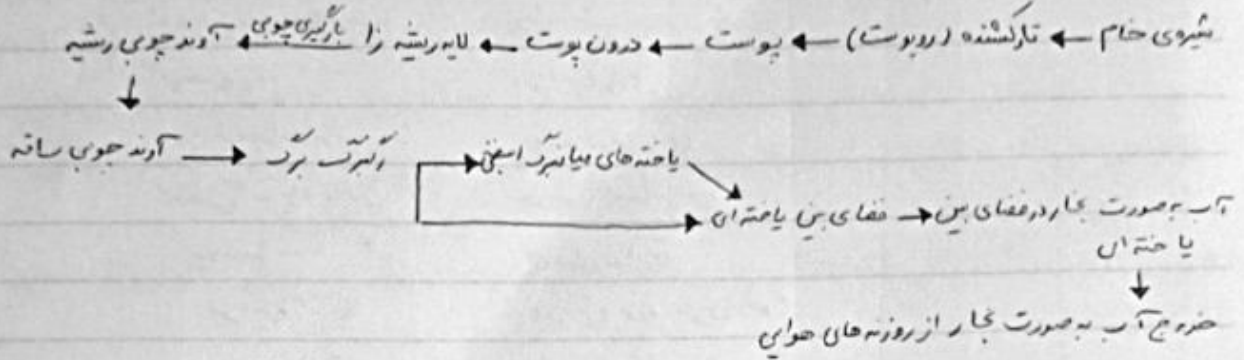 شیره‌ی خام ← تارکشنده (روپوست) ← پوست ← درون پوست ← لایه ریشه زا ← بارگیری چوبی آوند چوبی ریشه
↓
آوند چوبی ساقه → رگبرگ برگ → یاخته‌های میانبرگ اسفنجی
فضای بین یاخته‌ای → آب به صورت بخار در فضای بین
یاخته‌ای
↓
خروج آب به صورت بخار از روزنه‌های هوایی